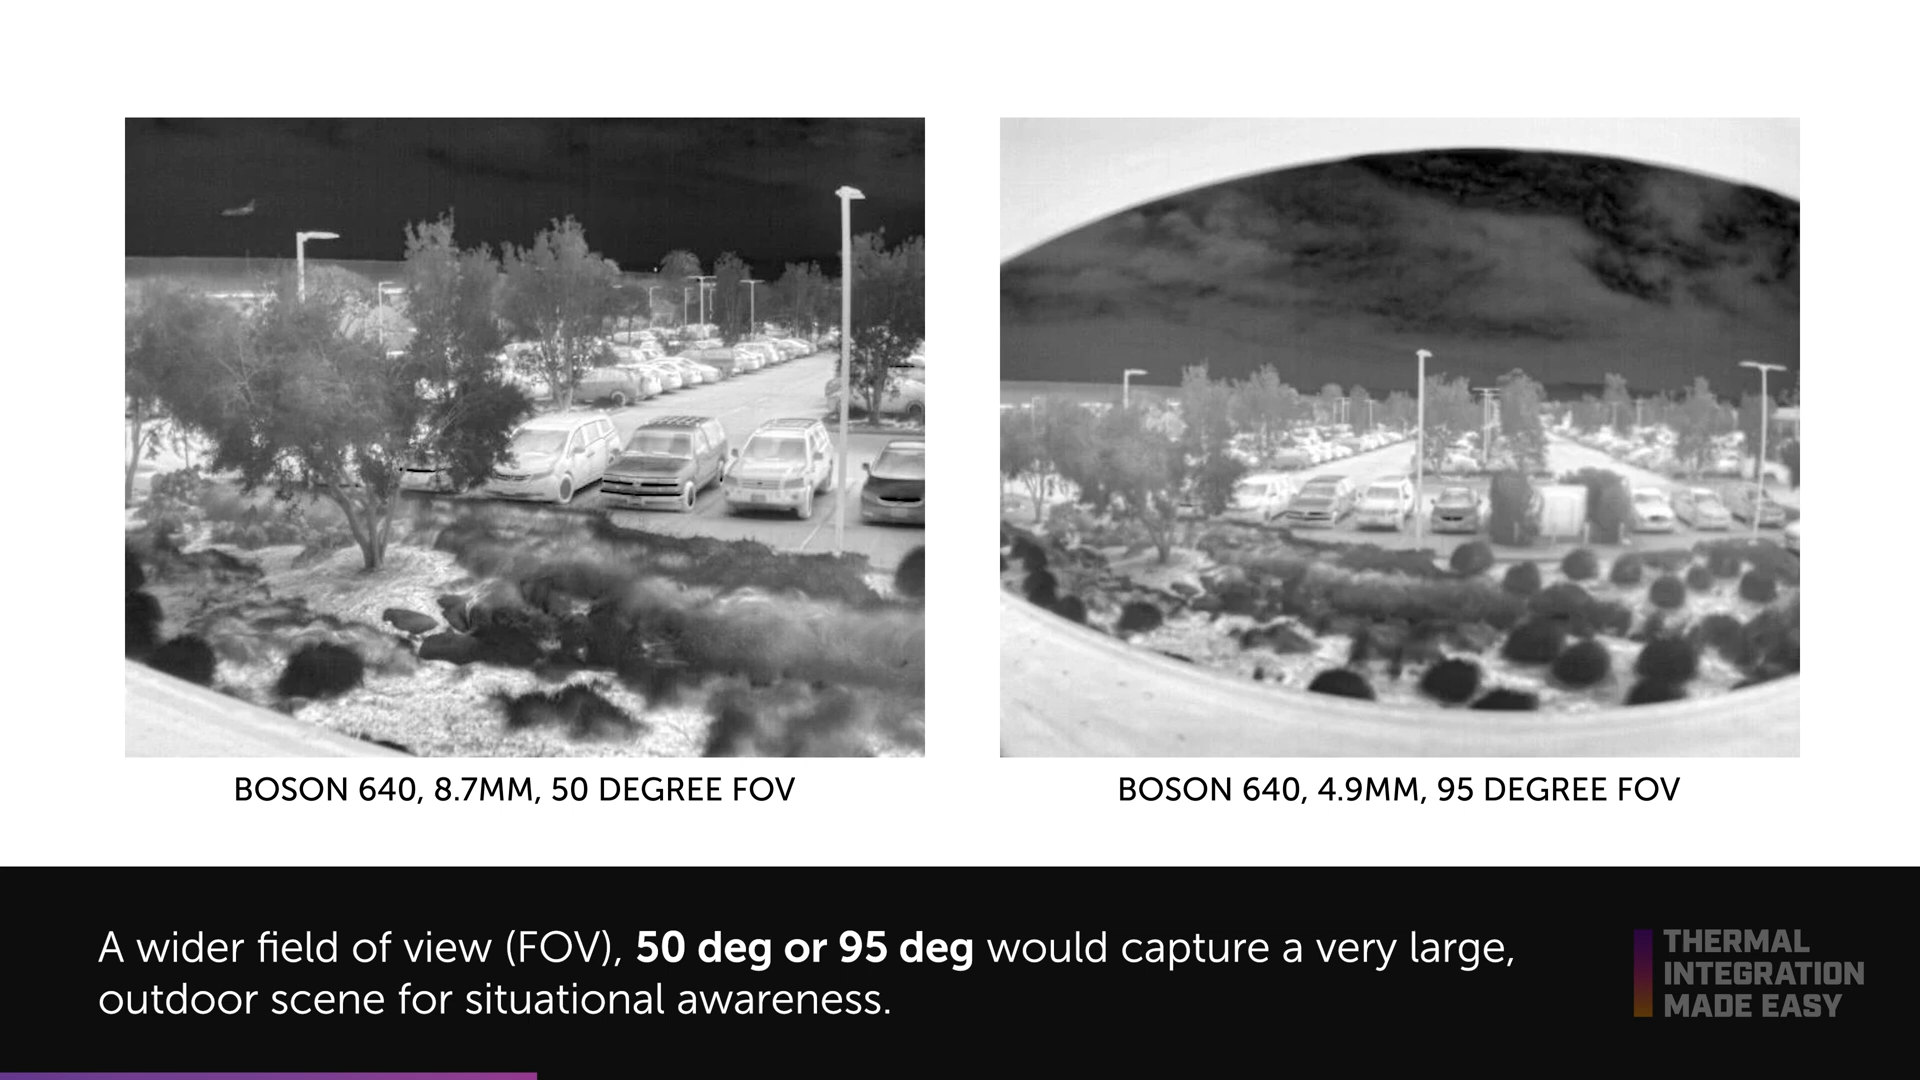 BOSON 640, 8.7MM, 50 DEGREE FOV
BOSON 640, 4.9MM, 95 DEGREE FOV
A wider field of view (FOV), 50 deg or 95 deg would capture a very large,
outdoor scene for situational awareness.
THERMAL
INTEGRATION
MADE EASY